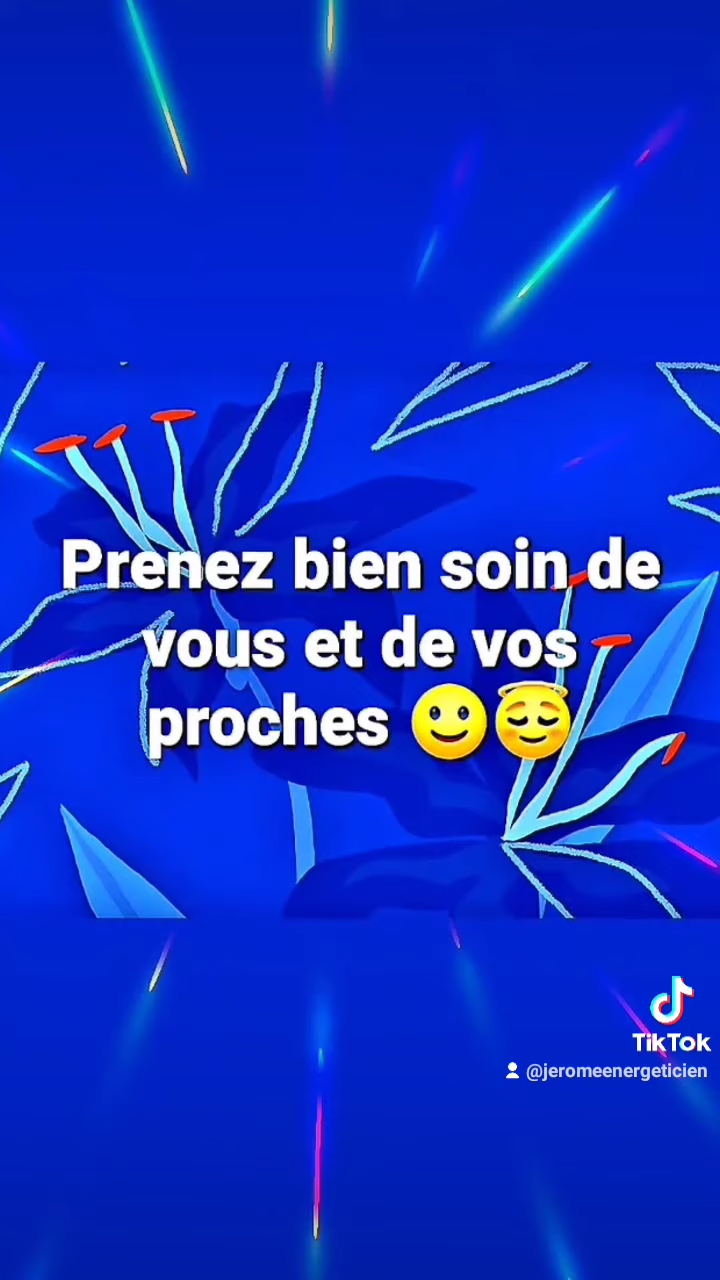 Prenez bien soin de
vous et de vos
proches 🙂😇
TikTok
@jeromeenergeticien